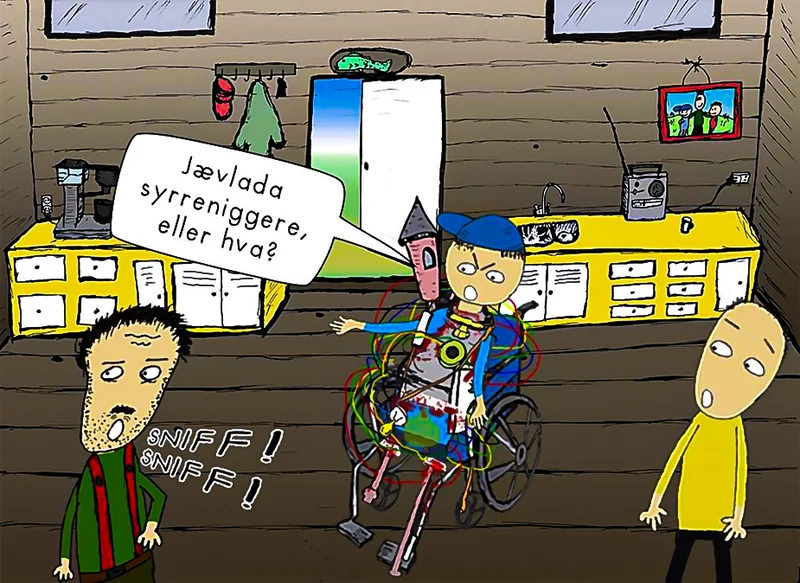 Jævlada
syrreniggere,
eller hva?
SNIFF!
SNIFF!